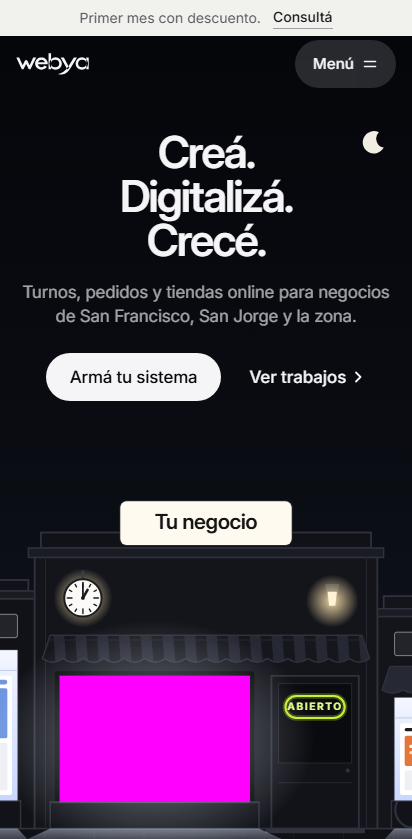 Primer mes con descuento. Consultá
webya
Menú
Creá.
Digitalizá.
Crecé.
Turnos, pedidos y tiendas online para negocios
de San Francisco, San Jorge y la zona.
Armá tu sistema
Ver trabajos
Tu negocio
ABIERTO